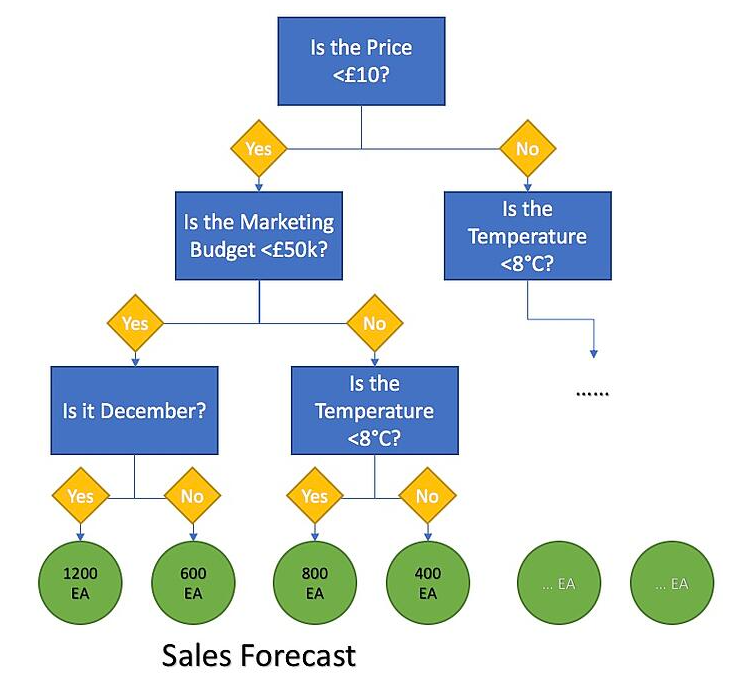 Is the Price
<£10?
Yes
No
Is the Marketing
Budget <£50k?
Is the
Temperature
<8°C?
Yes
No
Is it December?
Is the
Temperature
<8°C?
......
Yes
No
Yes
No
1200
EA
600
EA
800
EA
400
EA
... EA
... EA
Sales Forecast